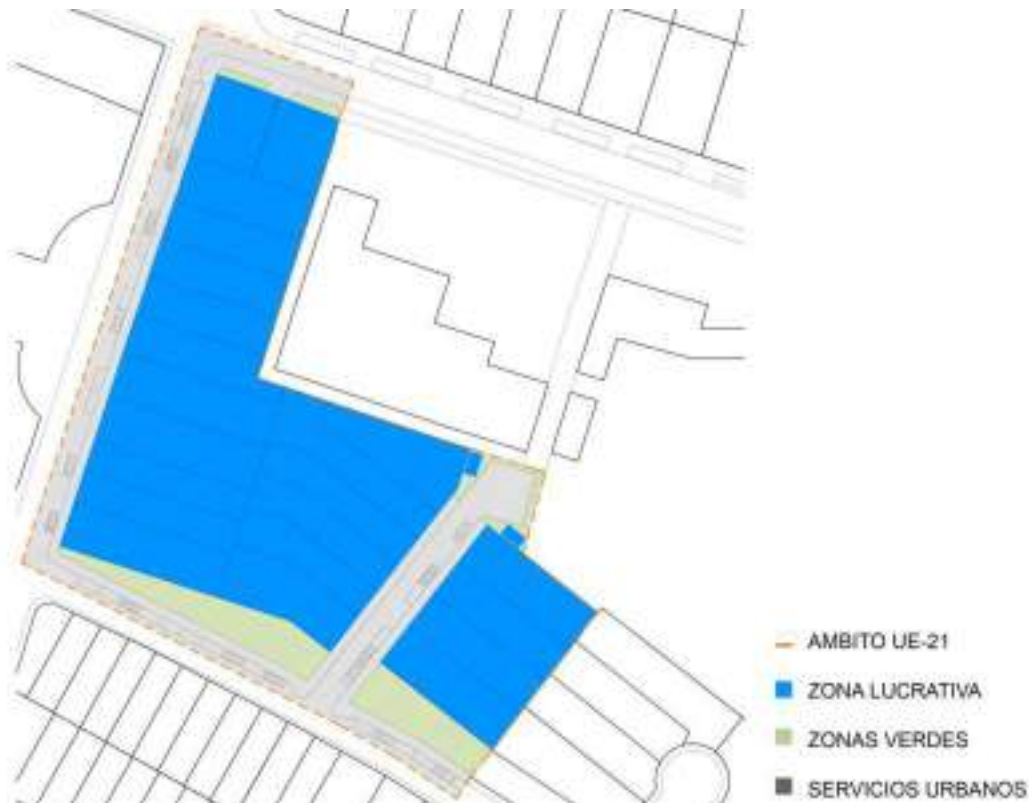 AMBITO UE-21
ZONA LUCRATIVA
ZONAS VERDES
SERVICIOS URBANOS